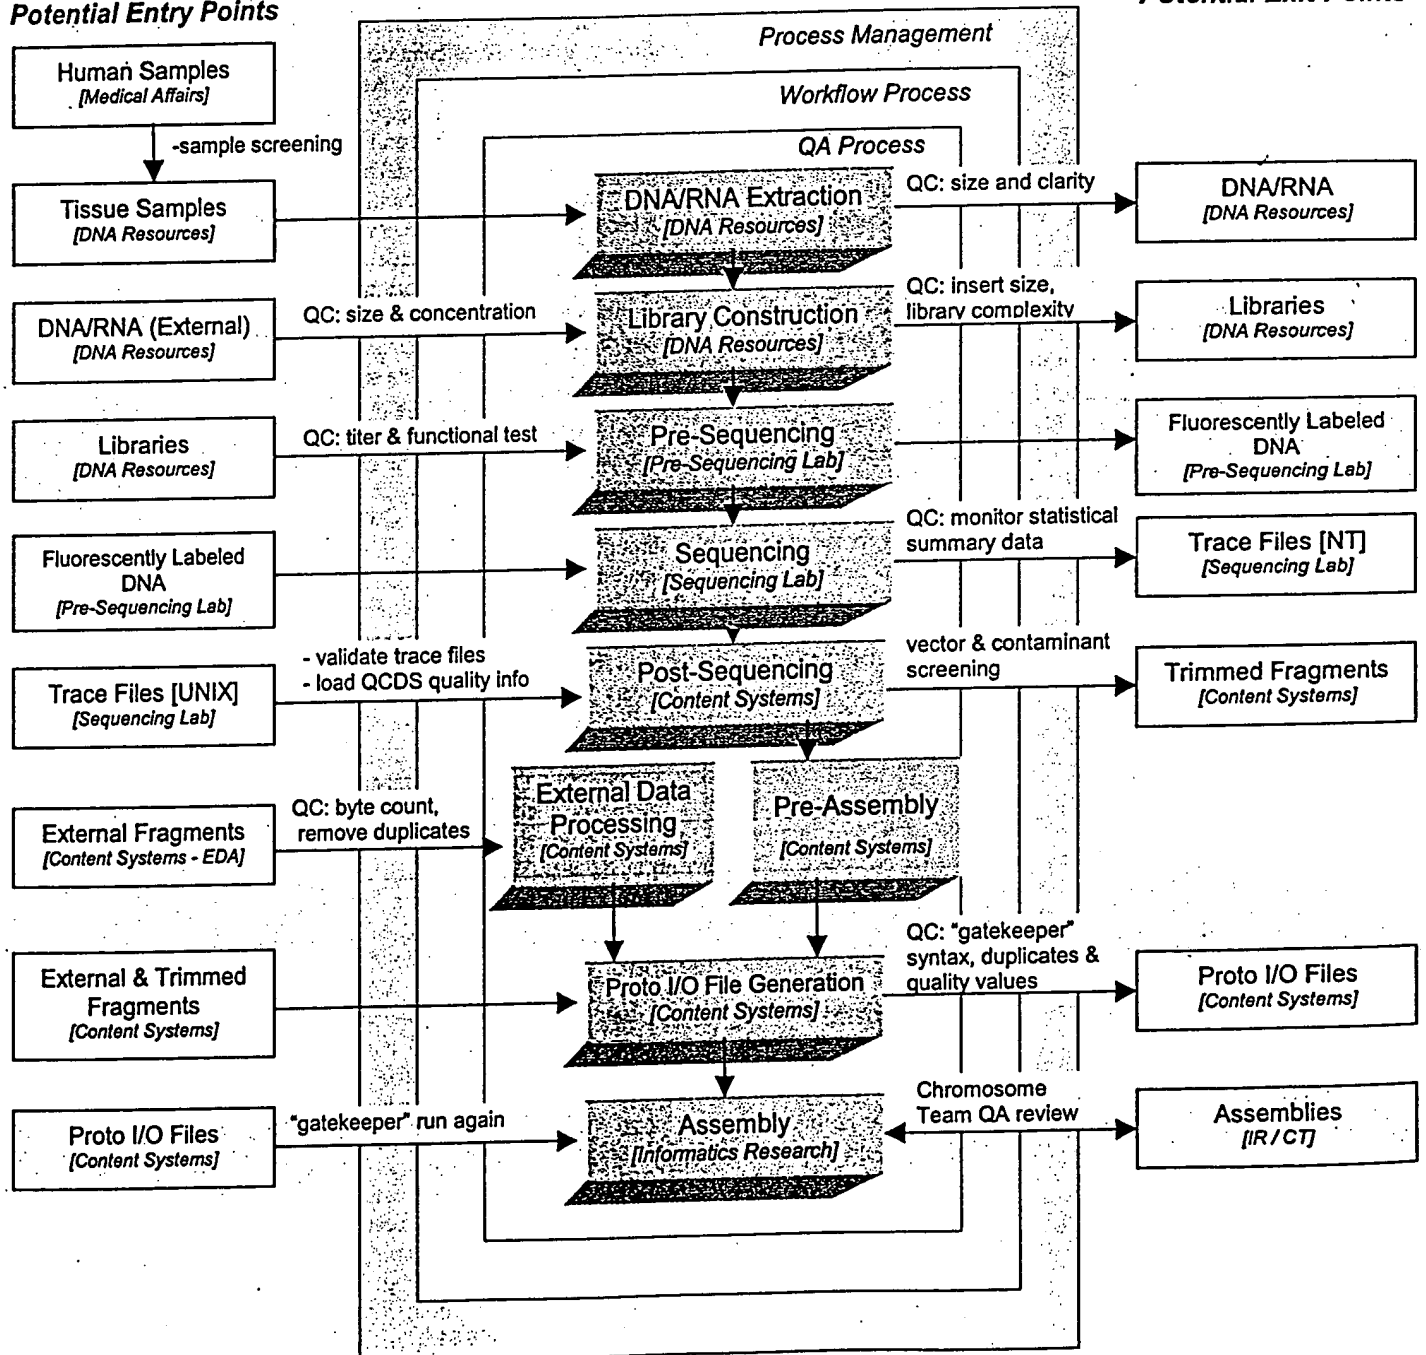 Potential Entry Points
Potential Exit Points
Process Management
Workflow Process
QA Process
Human Samples
[Medical Affairs]
-sample screening
Tissue Samples
[DNA Resources]
DNA/RNA Extraction
[DNA Resources]
QC: size and clarity
DNA/RNA
[DNA Resources]
DNA/RNA (External)
[DNA Resources]
QC: size & concentration
Library Construction
[DNA Resources]
QC: insert size,
library complexity
Libraries
[DNA Resources]
Libraries
[DNA Resources]
QC: titer & functional test
Pre-Sequencing
[Pre-Sequencing Lab]
Fluorescently Labeled
DNA
[Pre-Sequencing Lab]
Fluorescently Labeled
DNA
[Pre-Sequencing Lab]
Sequencing
[Sequencing Lab]
QC: monitor statistical
summary data
Trace Files [NT]
[Sequencing Lab]
Trace Files [UNIX]
[Sequencing Lab]
- validate trace files
- load QCDS quality info
Post-Sequencing
[Content Systems]
vector & contaminant
screening
Trimmed Fragments
[Content Systems]
External Fragments
[Content Systems - EDA]
QC: byte count,
remove duplicates
External Data
Processing
[Content Systems]
Pre-Assembly
[Content Systems]
External & Trimmed
Fragments
[Content Systems]
Proto I/O File Generation
[Content Systems]
QC: "gatekeeper"
syntax, duplicates &
quality values
Proto I/O Files
[Content Systems]
Proto I/O Files
[Content Systems]
"gatekeeper" run again
Assembly
[Informatics Research]
Chromosome
Team QA review
Assemblies
[IR / CT]